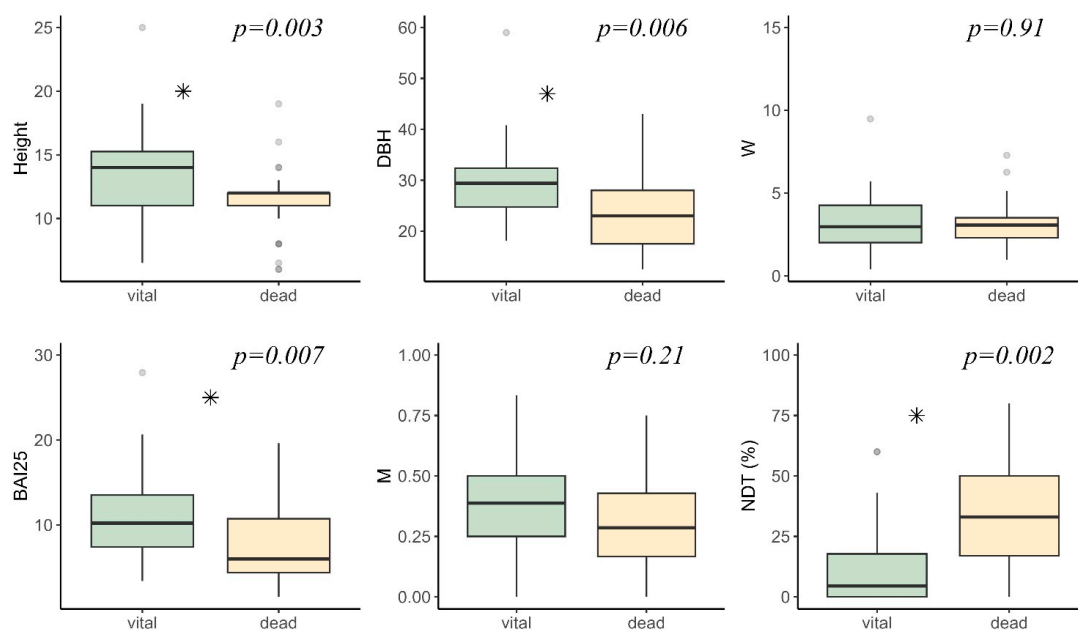 p=0.003
25
20
15
10
Height
vital dead
p=0.006
60
50
40
30
20
DBH
vital dead
p=0.91
15
10
5
0
W
vital dead
p=0.007
30
20
10
BAI25
vital dead
p=0.21
1.00
0.75
0.50
0.25
0.00
M
vital dead
p=0.002
100
75
50
25
0
NDT (%)
vital dead